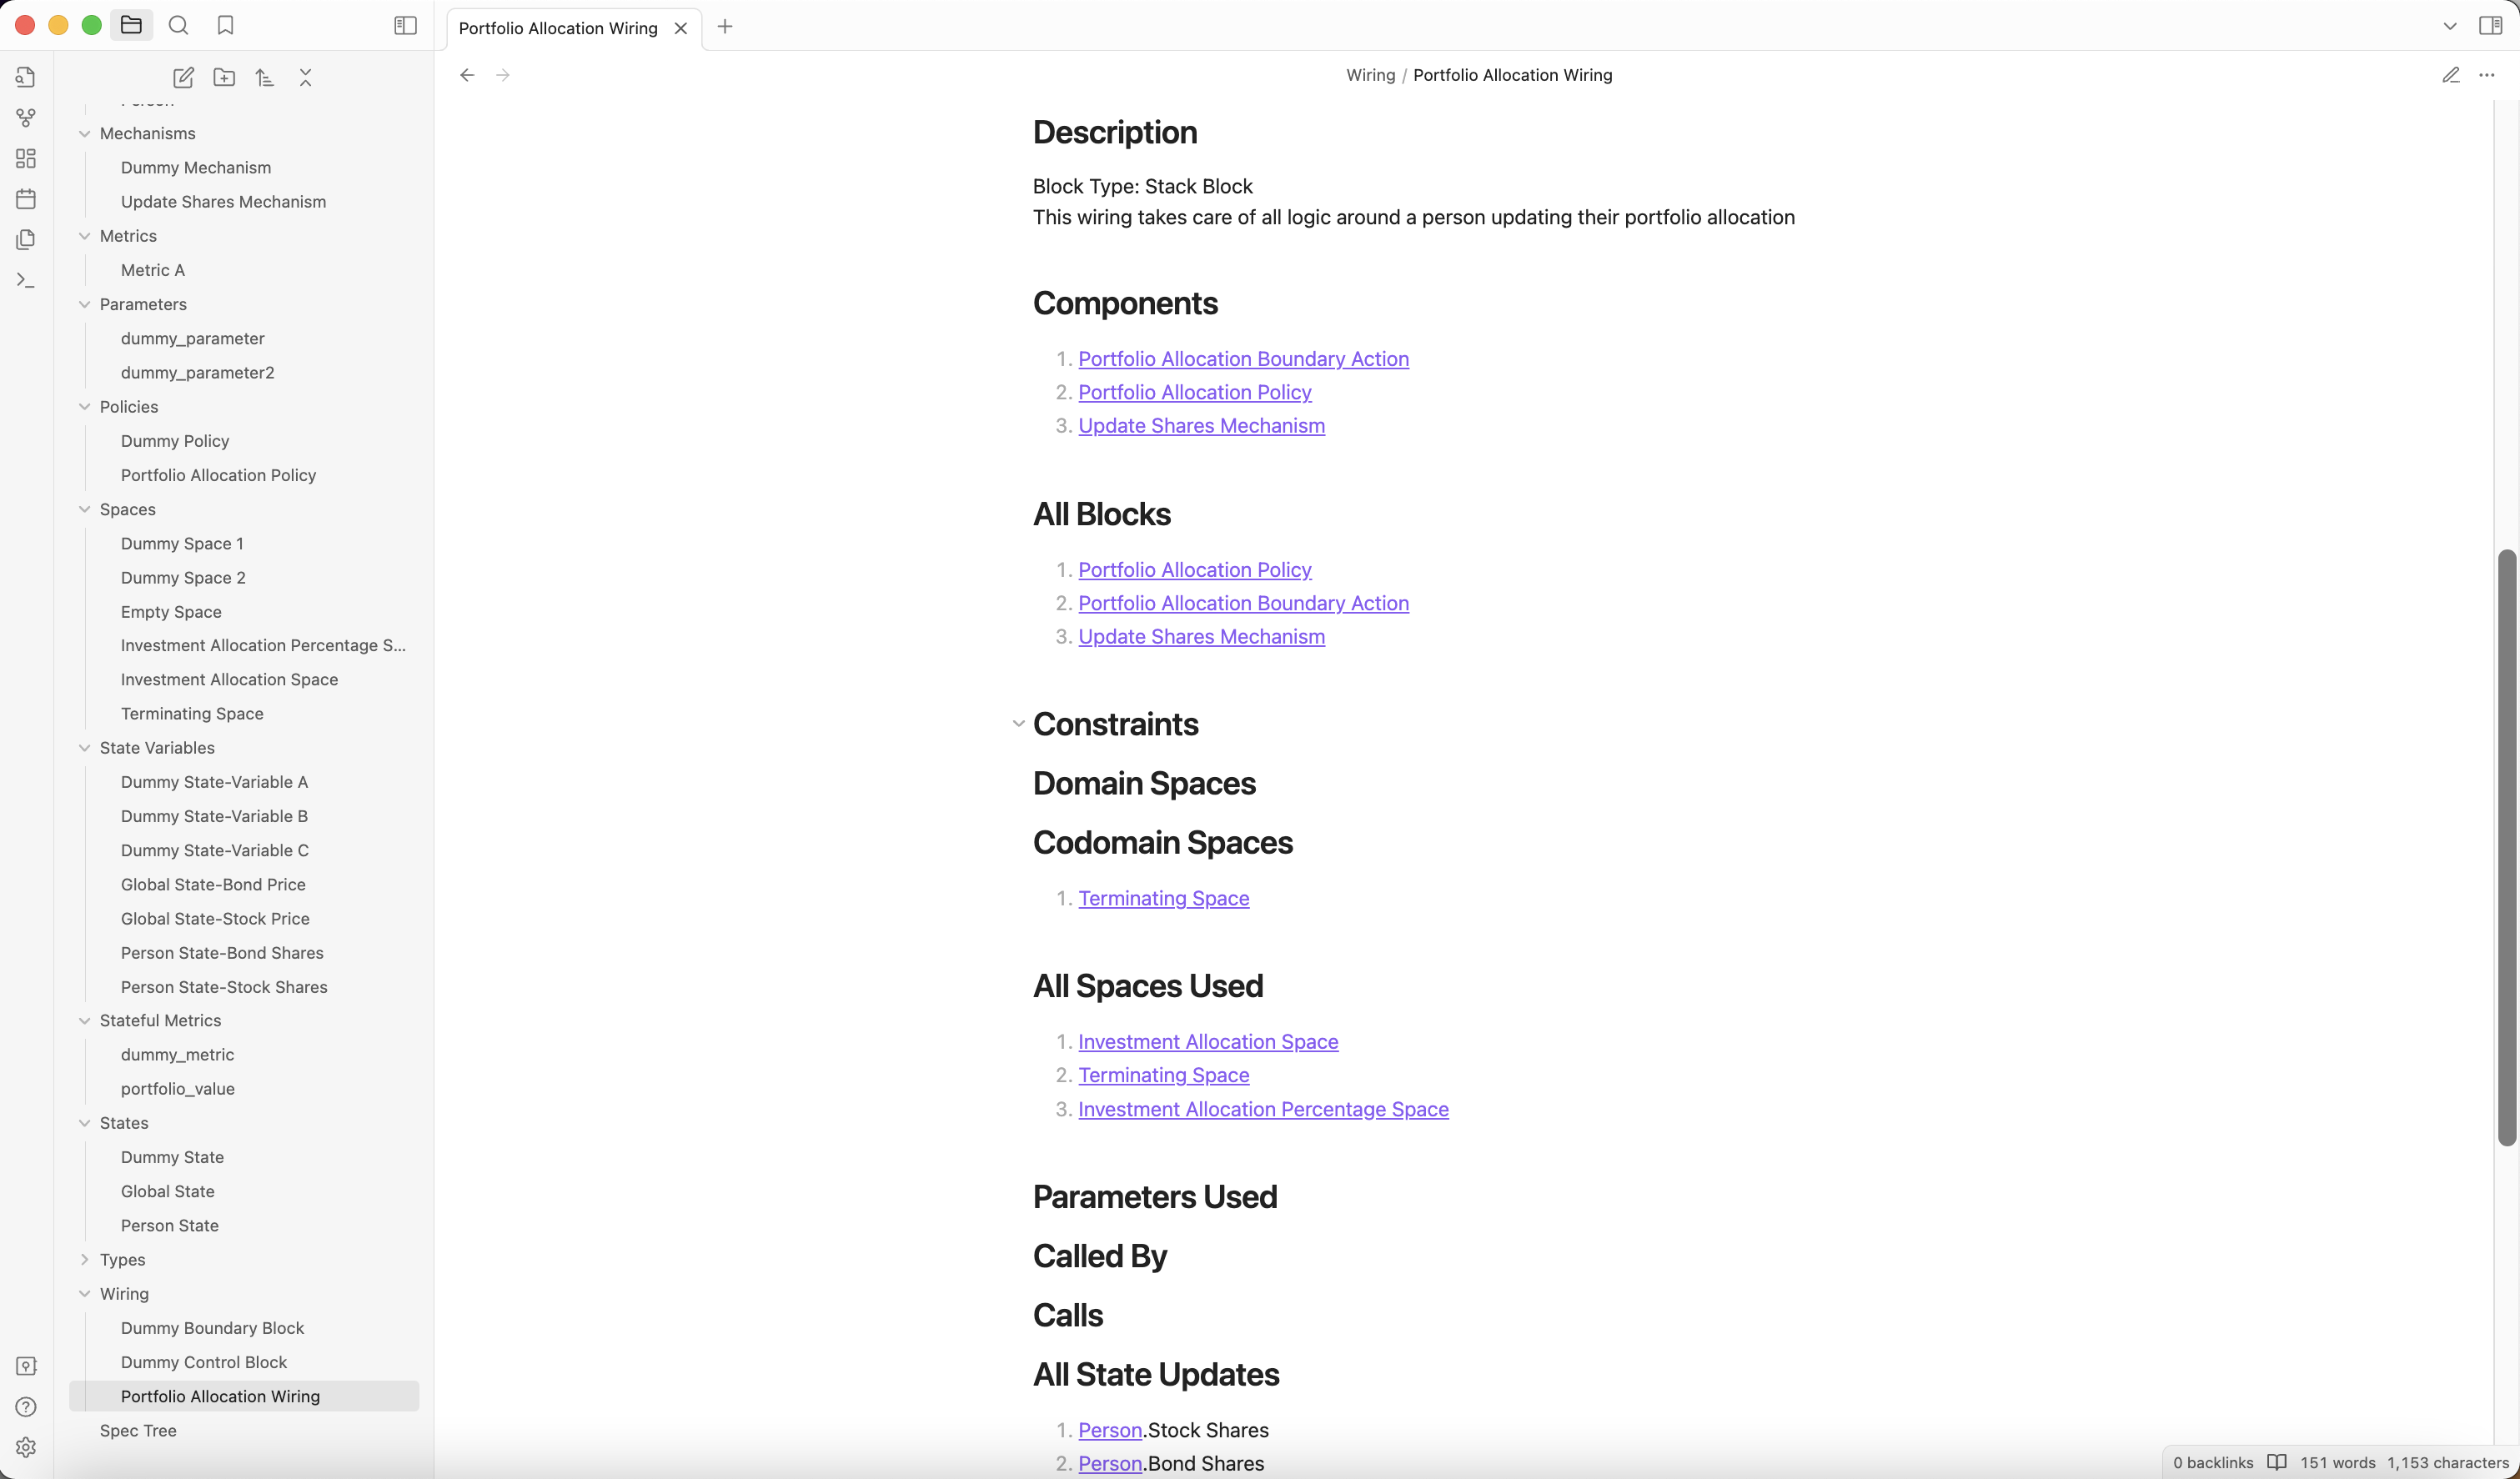 Portfolio Allocation Wiring
Wiring / Portfolio Allocation Wiring
Mechanisms
Dummy Mechanism
Update Shares Mechanism
Metrics
Metric A
Parameters
dummy_parameter
dummy_parameter2
Policies
Dummy Policy
Portfolio Allocation Policy
Spaces
Dummy Space 1
Dummy Space 2
Empty Space
Investment Allocation Percentage S...
Investment Allocation Space
Terminating Space
State Variables
Dummy State-Variable A
Dummy State-Variable B
Dummy State-Variable C
Global State-Bond Price
Global State-Stock Price
Person State-Bond Shares
Person State-Stock Shares
Stateful Metrics
dummy_metric
portfolio_value
States
Dummy State
Global State
Person State
Types
Wiring
Dummy Boundary Block
Dummy Control Block
Portfolio Allocation Wiring
Spec Tree
Description
Block Type: Stack Block
This wiring takes care of all logic around a person updating their portfolio allocation
Components
1. Portfolio Allocation Boundary Action
2. Portfolio Allocation Policy
3. Update Shares Mechanism
All Blocks
1. Portfolio Allocation Policy
2. Portfolio Allocation Boundary Action
3. Update Shares Mechanism
Constraints
Domain Spaces
Codomain Spaces
1. Terminating Space
All Spaces Used
1. Investment Allocation Space
2. Terminating Space
3. Investment Allocation Percentage Space
Parameters Used
Called By
Calls
All State Updates
1. Person.Stock Shares
2. Person.Bond Shares
0 backlinks 151 words 1,153 characters